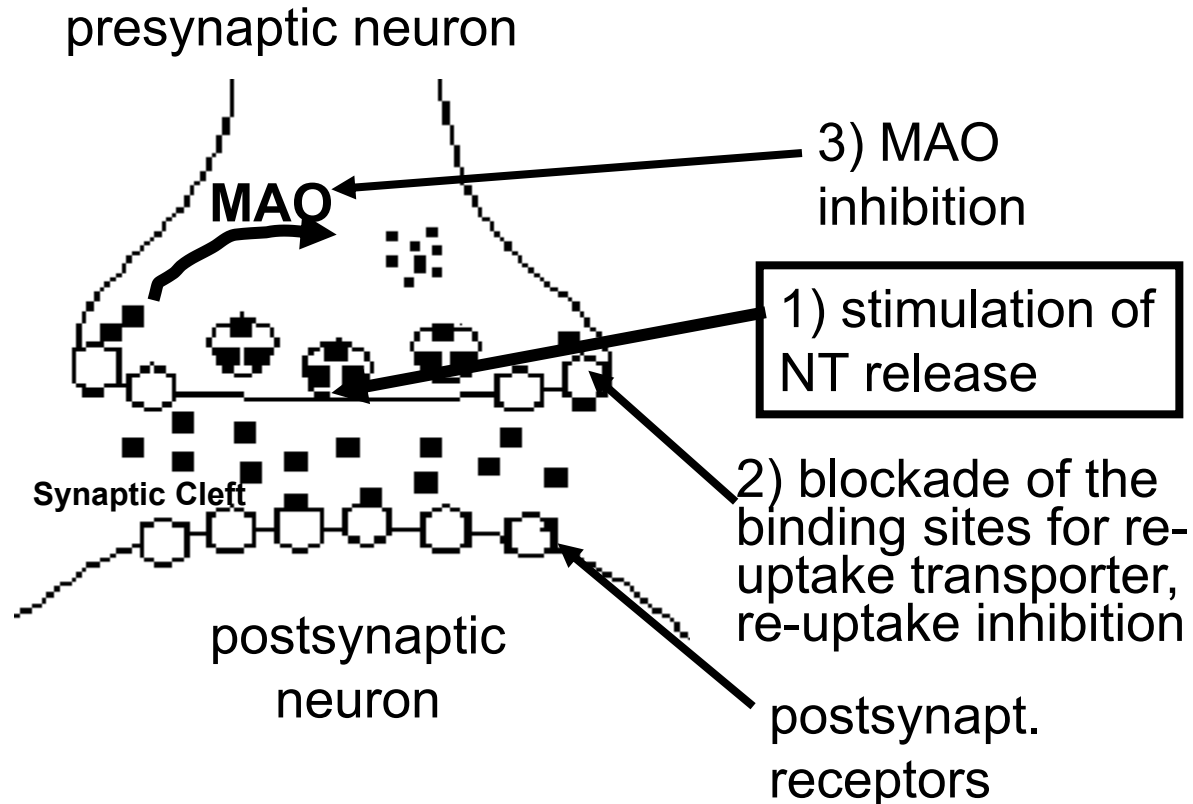 presynaptic neuron
3) MAO
inhibition
MAO
1) stimulation of
NT release
Synaptic Cleft
2) blockade of the
binding sites for re-
uptake transporter,
re-uptake inhibition
postsynaptic
neuron
postsynapt.
receptors